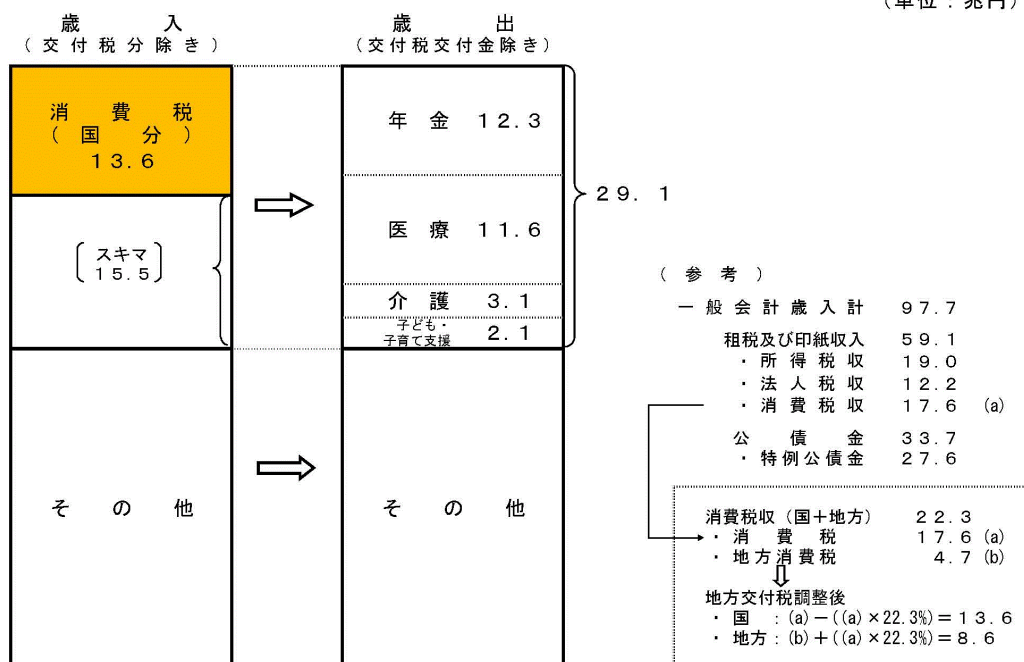 (単位：兆円)
歳　入
(交付税分除き)
消費税
(国分)
13.6
スキマ
15.5
その他
歳　出
(交付税交付金除き)
年金 12.3
医療 11.6
介護 3.1
子ども・
子育て支援 2.1
29.1
その他
(参考)
一般会計歳入計 97.7
租税及び印紙収入 59.1
・所得税収 19.0
・法人税収 12.2
・消費税収 17.6 (a)
公債金 33.7
・特例公債金 27.6
消費税収(国＋地方) 22.3
・消費税 17.6 (a)
・地方消費税 4.7 (b)
地方交付税調整後
・国　：(a)－((a)×22.3%)＝13.6
・地方：(b)＋((a)×22.3%)＝8.6